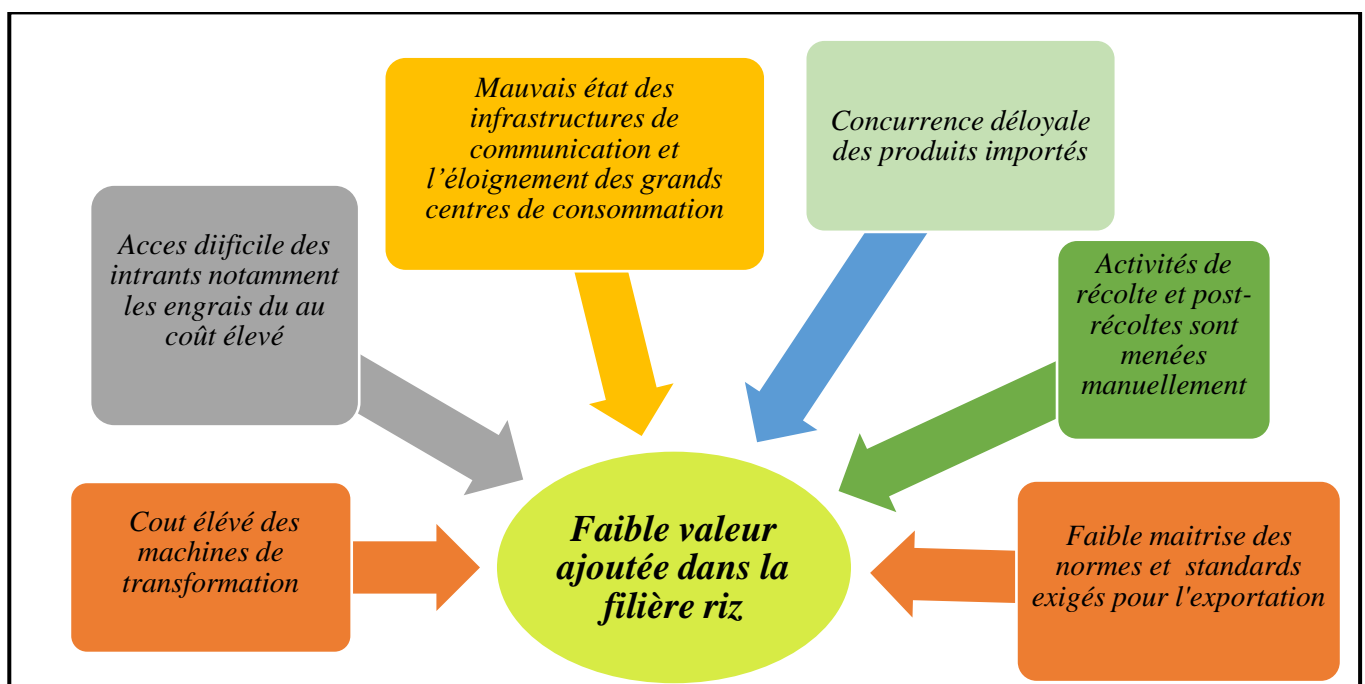 Mauvais état des
infrastructures de
communication et
l’éloignement des grands
centres de consommation
Concurrence déloyale
des produits importés
Acces diificile des
intrants notamment
les engrais du au
coût élevé
Activités de
récolte et post-
récoltes sont
menées
manuellement
Cout élévé des
machines de
transformation
Faible valeur
ajoutée dans la
filière riz
Faible maitrise des
normes et  standards
exigés pour l'exportation